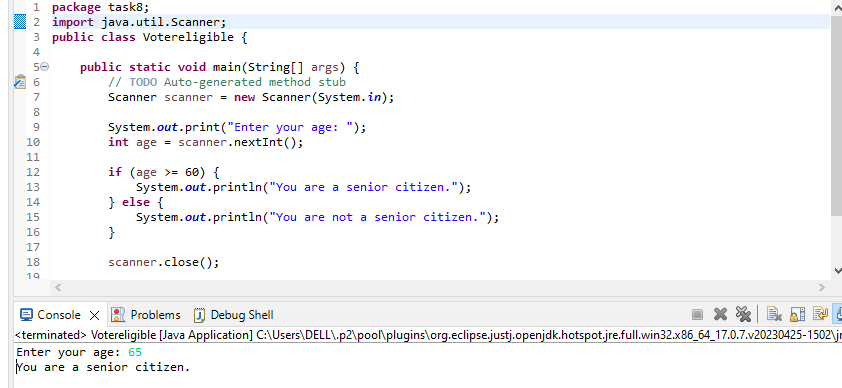 1 package task8;
2 import java.util.Scanner;
3 public class Votereligible {
4
5 public static void main(String[] args) {
6 // TODO Auto-generated method stub
7 Scanner scanner = new Scanner(System.in);
8
9 System.out.print("Enter your age: ");
10 int age = scanner.nextInt();
11
12 if (age >= 60) {
13 System.out.println("You are a senior citizen.");
14 } else {
15 System.out.println("You are not a senior citizen.");
16 }
17
18 scanner.close();
19
Console Problems Debug Shell
<terminated> Votereligible [Java Application] C:\Users\DELL\.p2\pool\plugins\org.eclipse.justj.openjdk.hotspot.jre.full.win32.x86_64_17.0.7.v20230425-1502\jr
Enter your age: 65
You are a senior citizen.